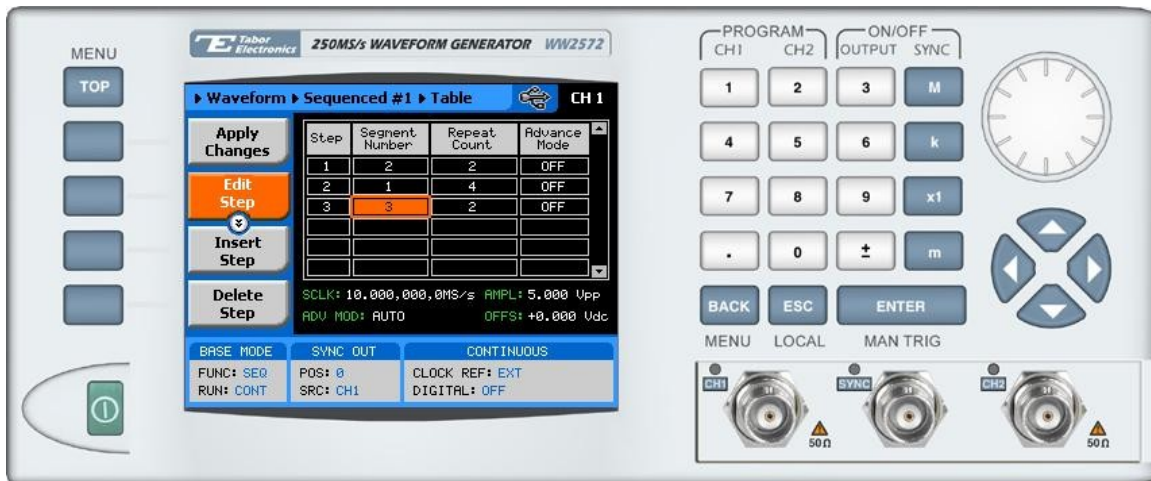 MENU
TOP
TE Tabor Electronics 250MS/s WAVEFORM GENERATOR WW2572
Waveform Sequenced #1 Table CH 1
Apply Changes
Edit Step
Insert Step
Delete Step
Step Segment Number Repeat Count Advance Mode
1 2 2 OFF
2 1 4 OFF
3 3 2 OFF
SCLK: 10.000,000,0MS/s AMPL: 5.000 Vpp
ADV MOD: AUTO OFFS: +0.000 Vdc
BASE MODE SYNC OUT CONTINUOUS
FUNC: SEQ POS: 0 CLOCK REF: EXT
RUN: CONT SRC: CH1 DIGITAL: OFF
PROGRAM ON/OFF
CH1 CH2 OUTPUT SYNC
1 2 3 M
4 5 6 k
7 8 9 x1
. 0 ± m
BACK ESC ENTER
MENU LOCAL MAN TRIG
CH1 SYNC CH2
50Ω 50Ω